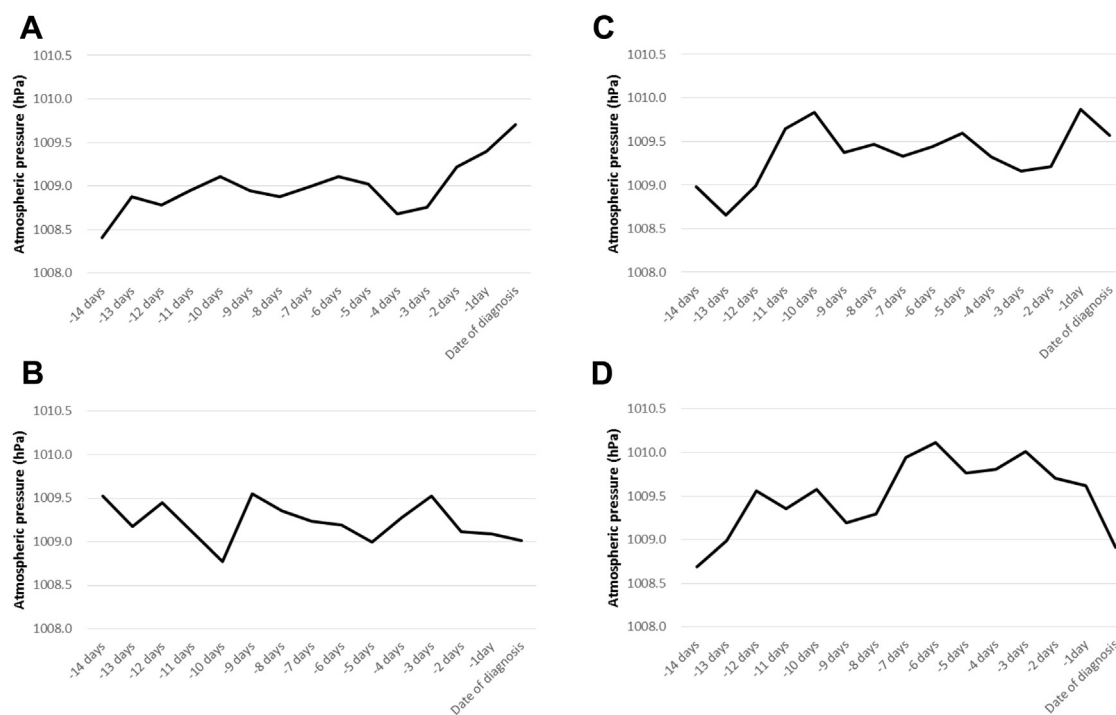 A
Atmospheric pressure (hPa)
1010.5
1010.0
1009.5
1009.0
1008.5
1008.0
-14 days
-13 days
-12 days
-11 days
-10 days
-9 days
-8 days
-7 days
-6 days
-5 days
-4 days
-3 days
-2 days
-1day
Date of diagnosis
B
Atmospheric pressure (hPa)
1010.5
1010.0
1009.5
1009.0
1008.5
1008.0
-14 days
-13 days
-12 days
-11 days
-10 days
-9 days
-8 days
-7 days
-6 days
-5 days
-4 days
-3 days
-2 days
-1day
Date of diagnosis
C
Atmospheric pressure (hPa)
1010.5
1010.0
1009.5
1009.0
1008.5
1008.0
-14 days
-13 days
-12 days
-11 days
-10 days
-9 days
-8 days
-7 days
-6 days
-5 days
-4 days
-3 days
-2 days
-1day
Date of diagnosis
D
Atmospheric pressure (hPa)
1010.5
1010.0
1009.5
1009.0
1008.5
1008.0
-14 days
-13 days
-12 days
-11 days
-10 days
-9 days
-8 days
-7 days
-6 days
-5 days
-4 days
-3 days
-2 days
-1day
Date of diagnosis